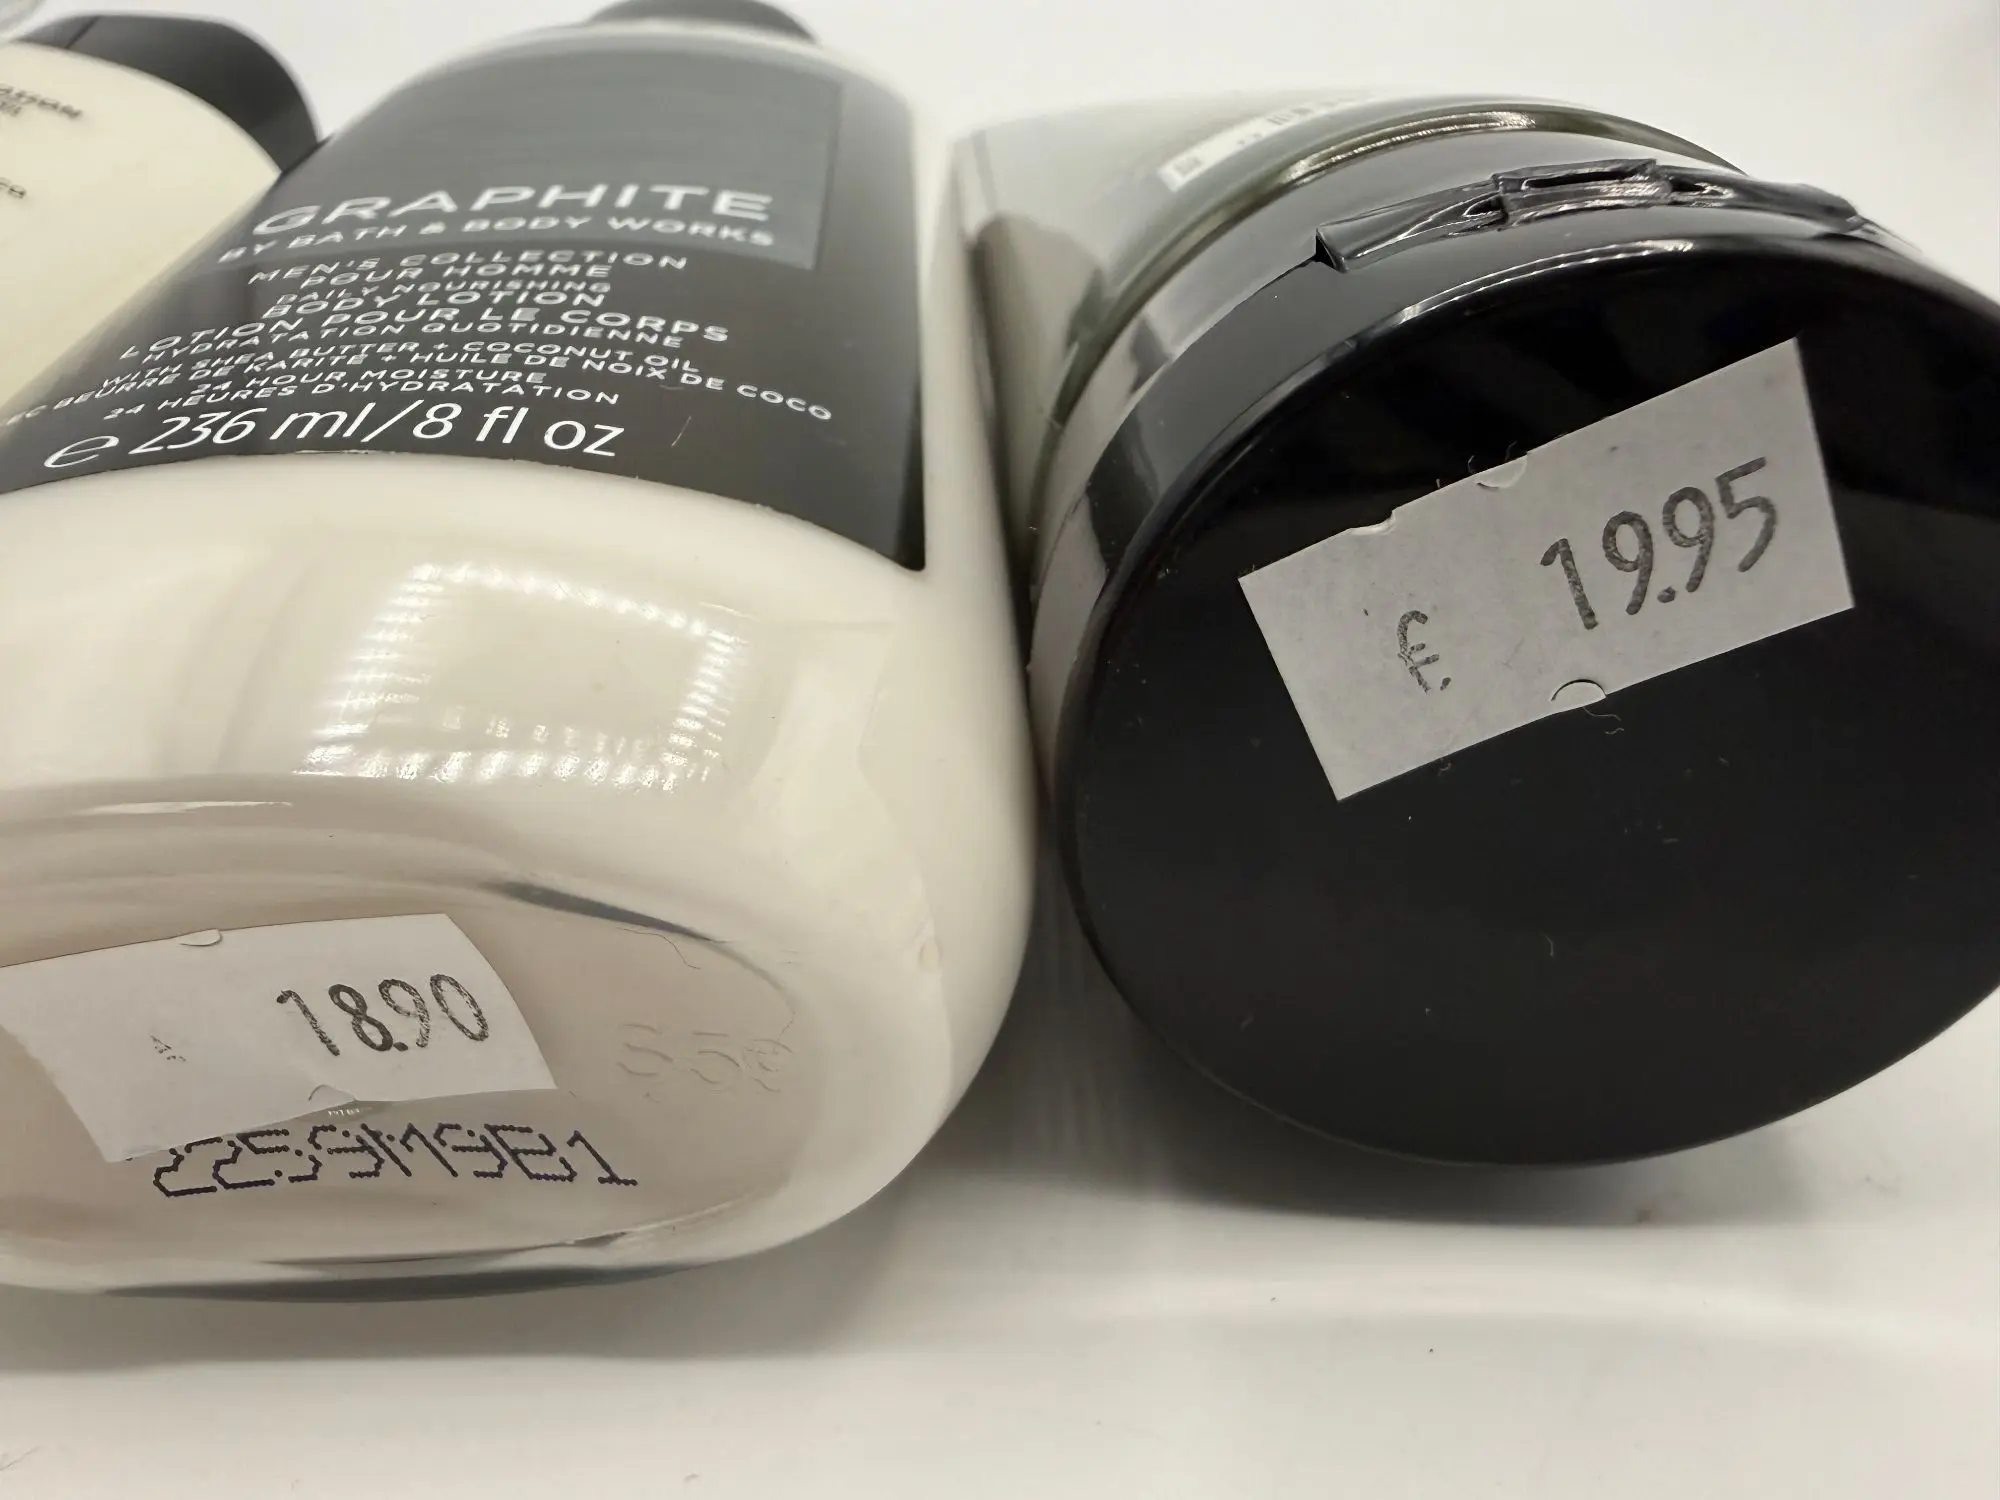 GRAPHITE
BY BATH & BODY WORKS
MEN'S COLLECTION
POUR HOMME
DAILY NOURISHING
BODY LOTION
LOTION POUR LE CORPS
HYDRATATION QUOTIDIENNE
WITH SHEA BUTTER + COCONUT OIL
BEURRE DE KARITÉ + HUILE DE NOIX DE COCO
24 HOUR MOISTURE
24 HEURES D'HYDRATATION
e 236 ml/8 fl oz
18.90
2259M9B1
€. 19.95